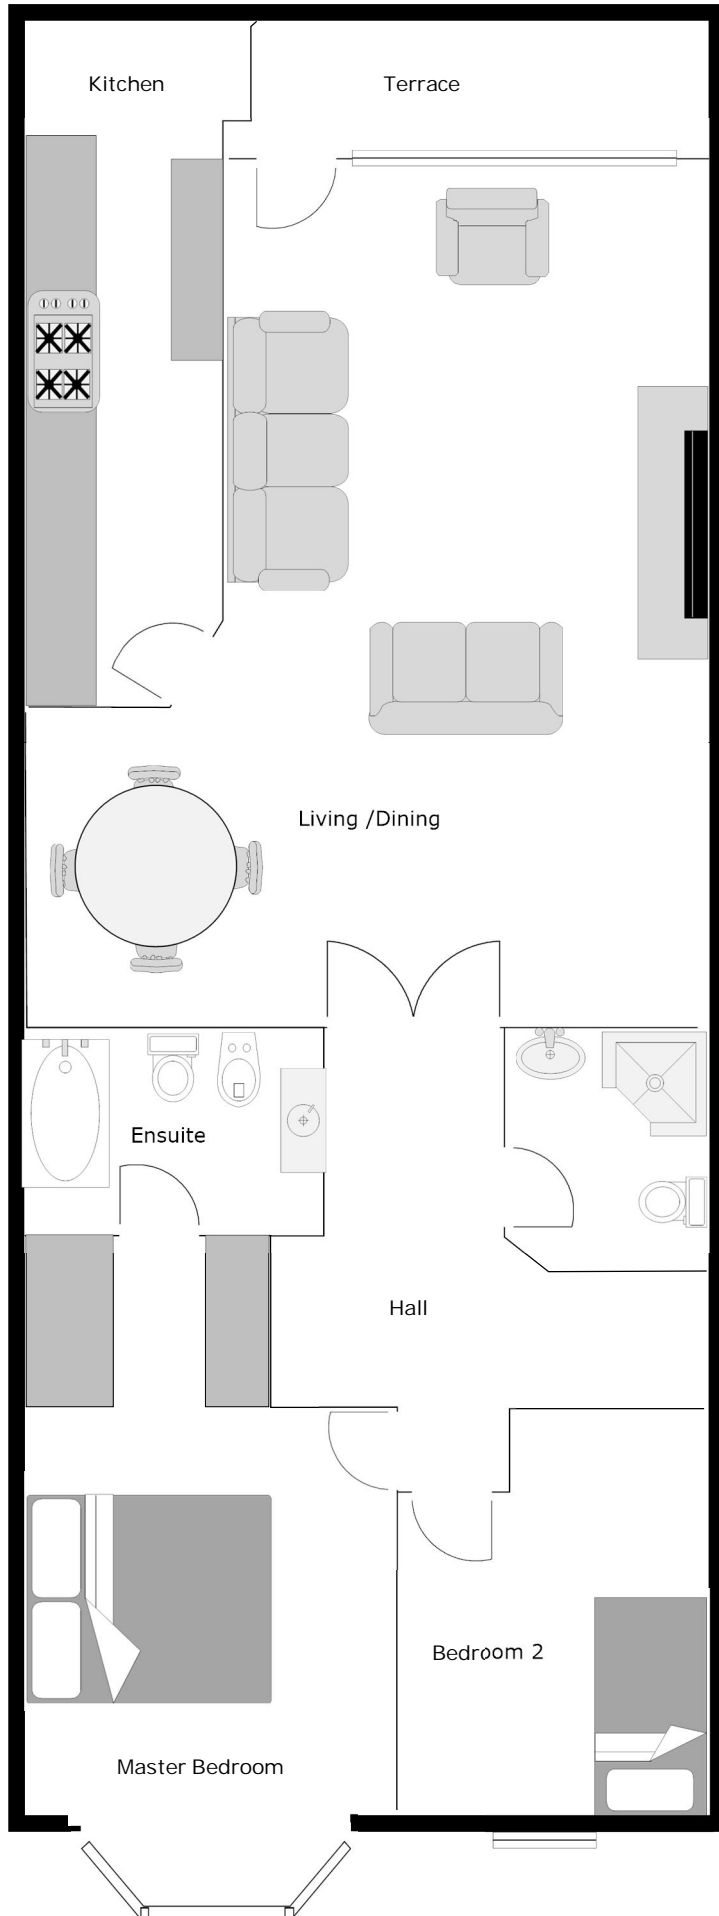 Kitchen
Terrace
Living /Dining
Ensuite
Hall
Bedroom 2
Master Bedroom